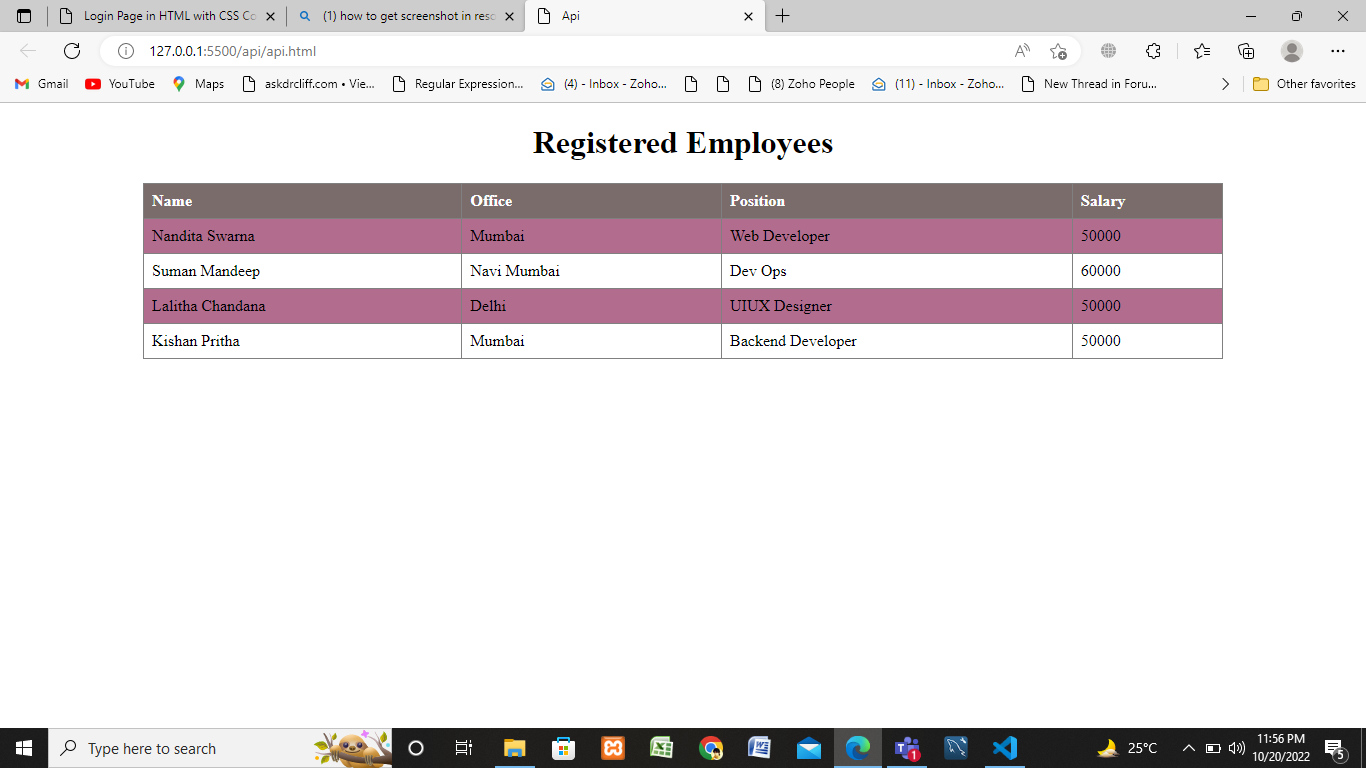 Login Page in HTML with CSS Co
(1) how to get screenshot in reso
Api
127.0.0.1:5500/api/api.html
Gmail YouTube Maps askdrcliff.com • Vie... Regular Expression... (4) - Inbox - Zoho... (8) Zoho People (11) - Inbox - Zoho... New Thread in Foru... Other favorites
Registered Employees
Name Office Position Salary
Nandita Swarna Mumbai Web Developer 50000
Suman Mandeep Navi Mumbai Dev Ops 60000
Lalitha Chandana Delhi UIUX Designer 50000
Kishan Pritha Mumbai Backend Developer 50000
Type here to search
1
25°C
11:56 PM
10/20/2022
5